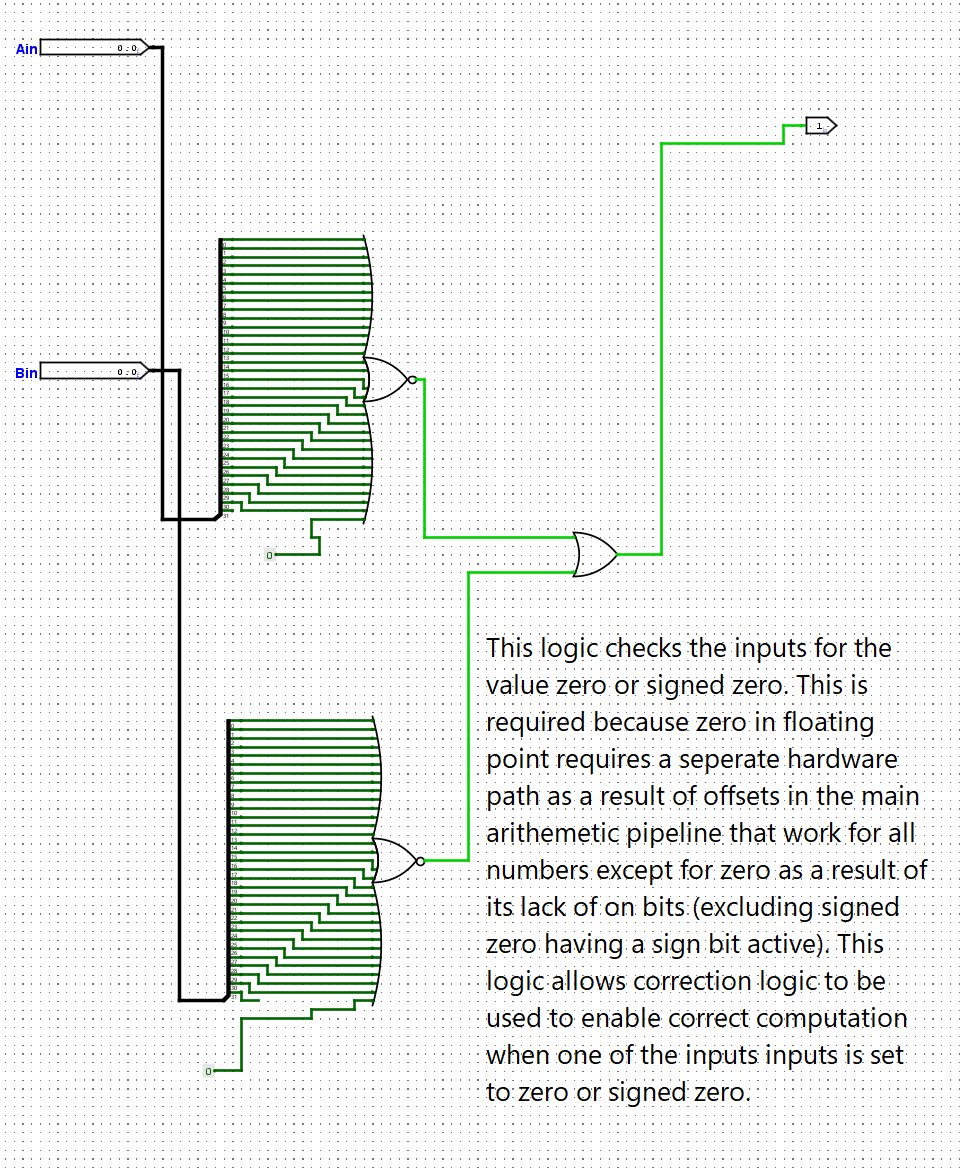 Ain 0.0
1
Bin 0.0
0
This logic checks the inputs for the
value zero or signed zero. This is
required because zero in floating
point requires a seperate hardware
path as a result of offsets in the main
arithemetic pipeline that work for all
numbers except for zero as a result of
its lack of on bits (excluding signed
zero having a sign bit active). This
logic allows correction logic to be
used to enable correct computation
when one of the inputs inputs is set
to zero or signed zero.
0